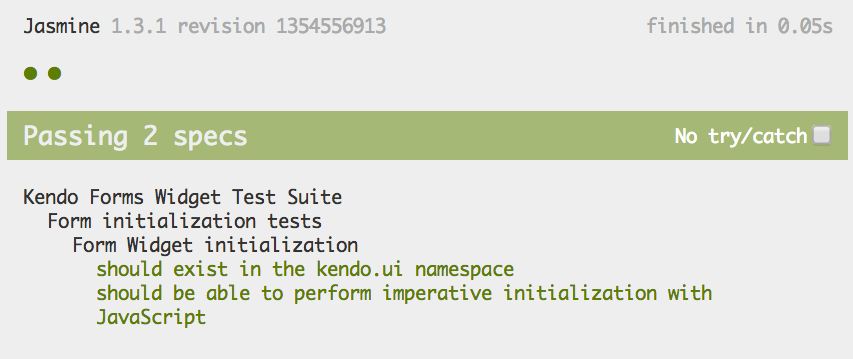 Jasmine 1.3.1 revision 1354556913 finished in 0.05s
Passing 2 specs No try/catch
Kendo Forms Widget Test Suite
Form initialization tests
Form Widget initialization
should exist in the kendo.ui namespace
should be able to perform imperative initialization with
JavaScript